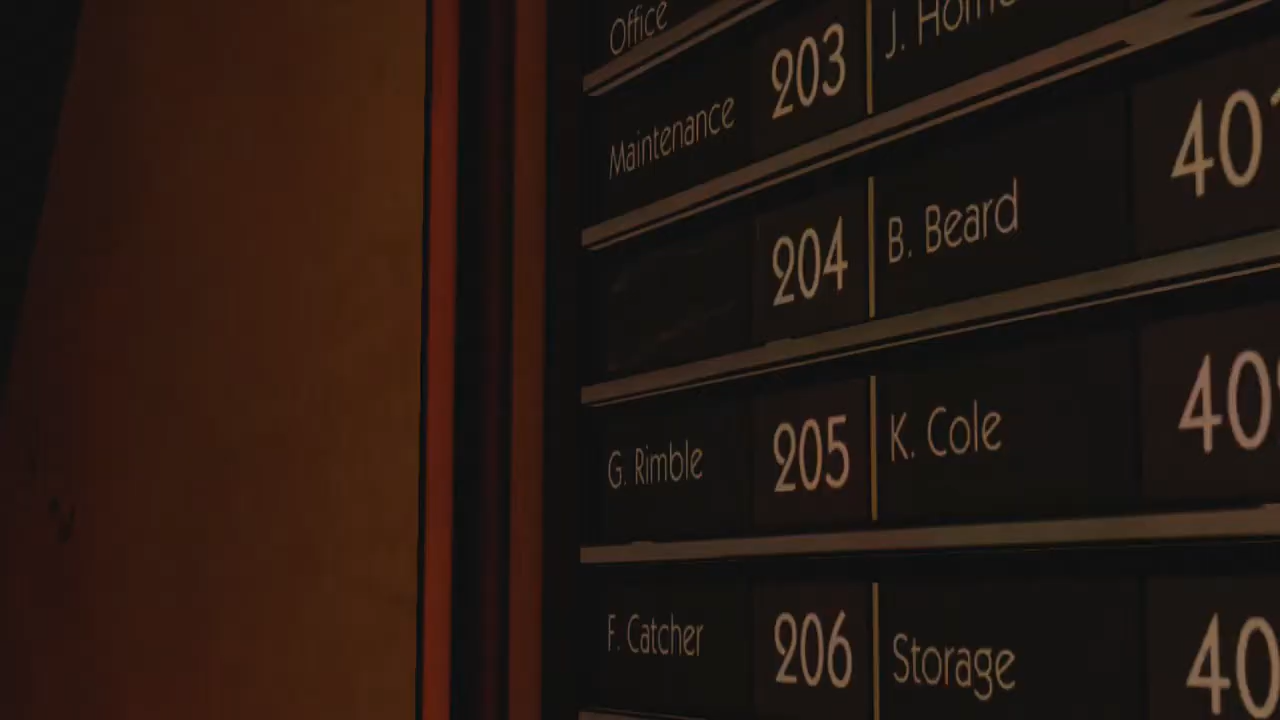 Office
Maintenance 203 J.
204 B. Beard
G. Rimble 205 K. Cole
F. Catcher 206 Storage